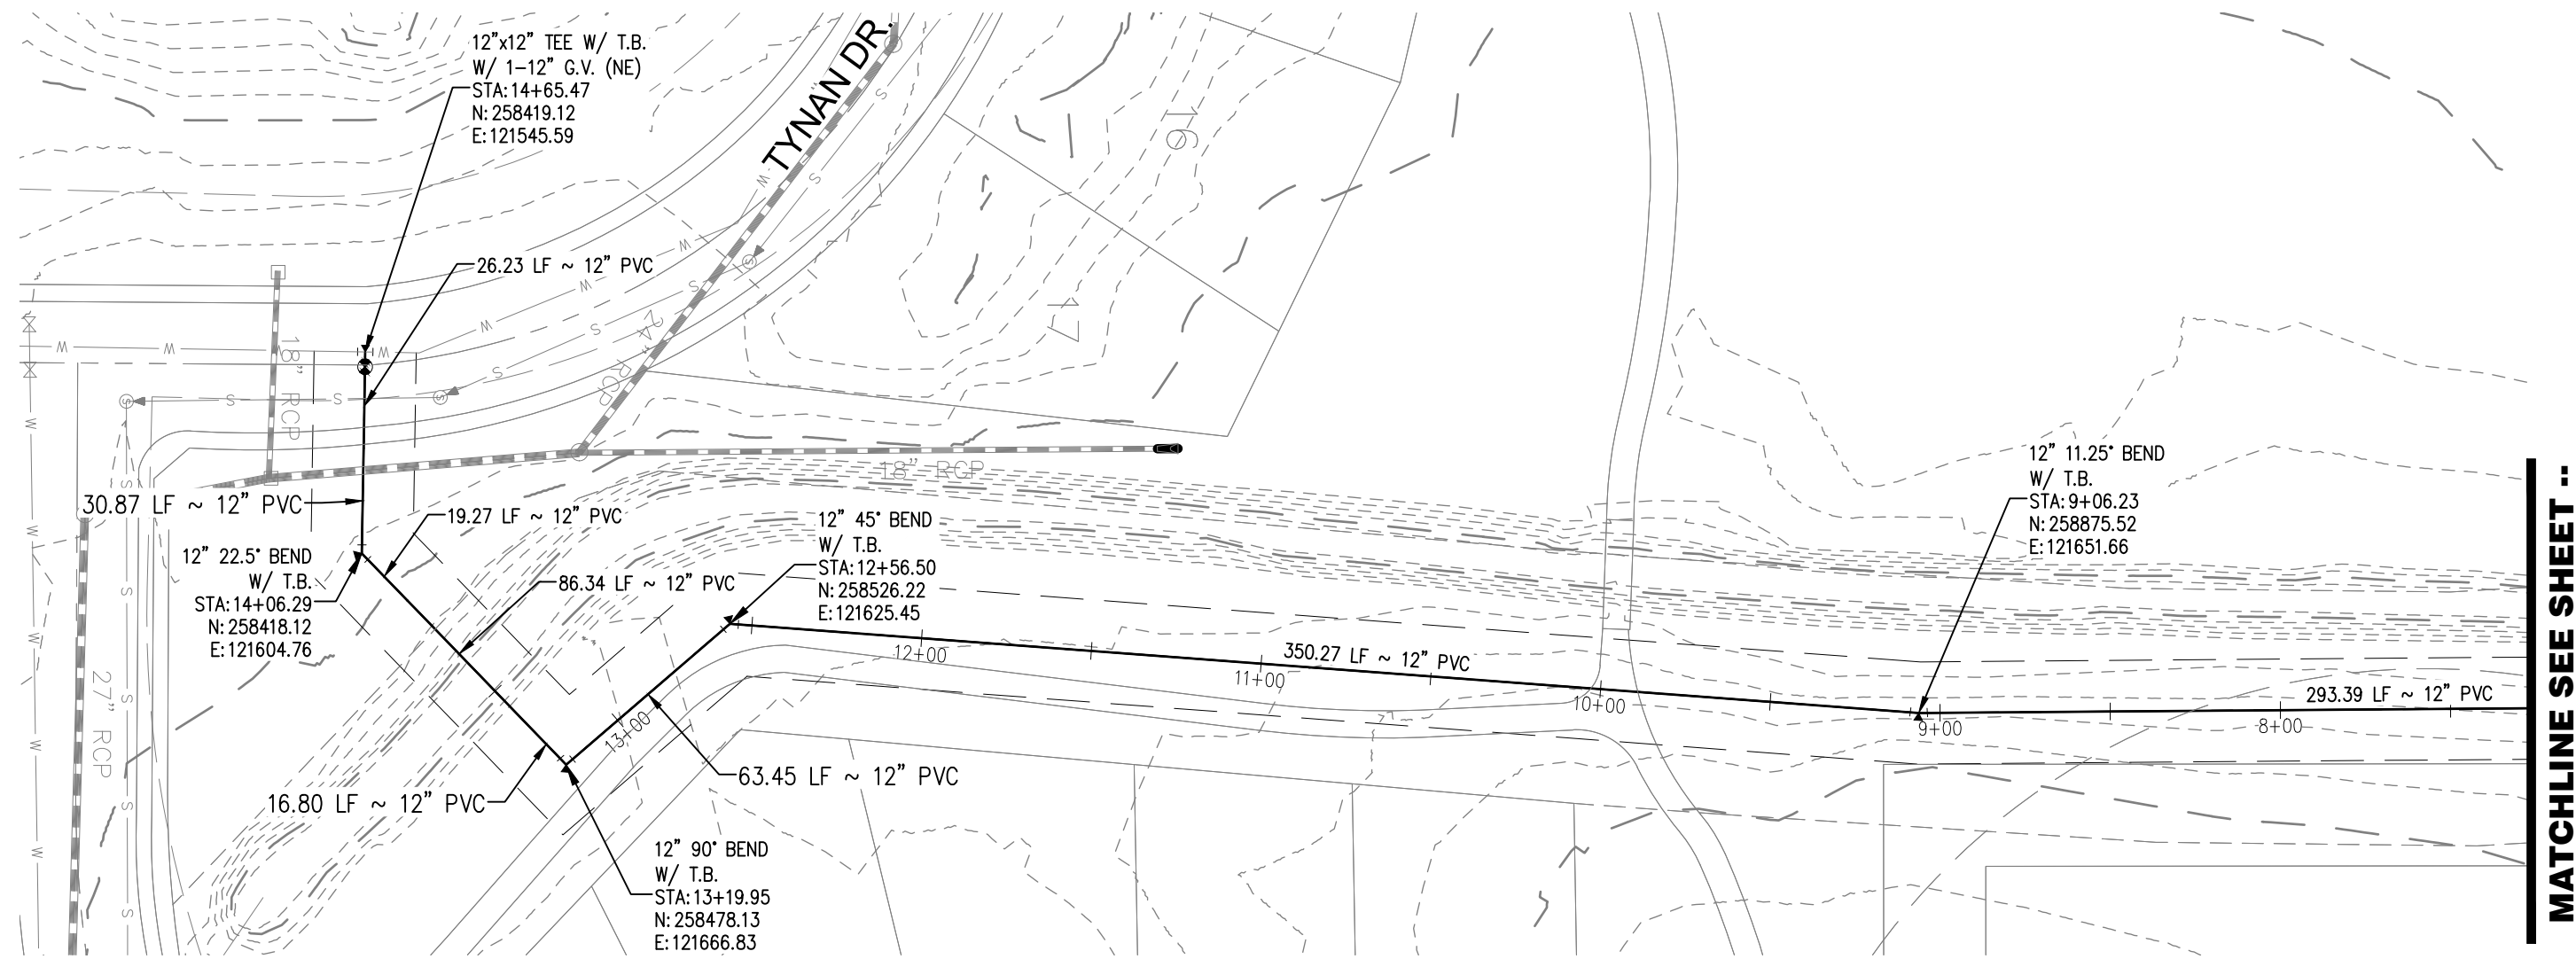 12"x12" TEE W/ T.B.
W/ 1-12" G.V. (NE)
STA:14+65.47
N:258419.12
E:121545.59
TYNAN DR.
16
17
26.23 LF ~ 12" PVC
W
W
W
W
W
W
W
S
S
S
S
S
S
S
S
S
S
24" RCP
18" RCP
18" RCP
30.87 LF ~ 12" PVC
19.27 LF ~ 12" PVC
12" 22.5° BEND
W/ T.B.
STA:14+06.29
N:258418.12
E:121604.76
86.34 LF ~ 12" PVC
12" 45° BEND
W/ T.B.
STA:12+56.50
N:258526.22
E:121625.45
12" 11.25° BEND
W/ T.B.
STA:9+06.23
N:258875.52
E:121651.66
12+00
11+00
350.27 LF ~ 12" PVC
10+00
9+00
8+00
293.39 LF ~ 12" PVC
13+00
63.45 LF ~ 12" PVC
16.80 LF ~ 12" PVC
12" 90° BEND
W/ T.B.
STA:13+19.95
N:258478.13
E:121666.83
27" RCP
W
W
W
W
W
S
S
S
S
S
MATCHLINE SEE SHEET --